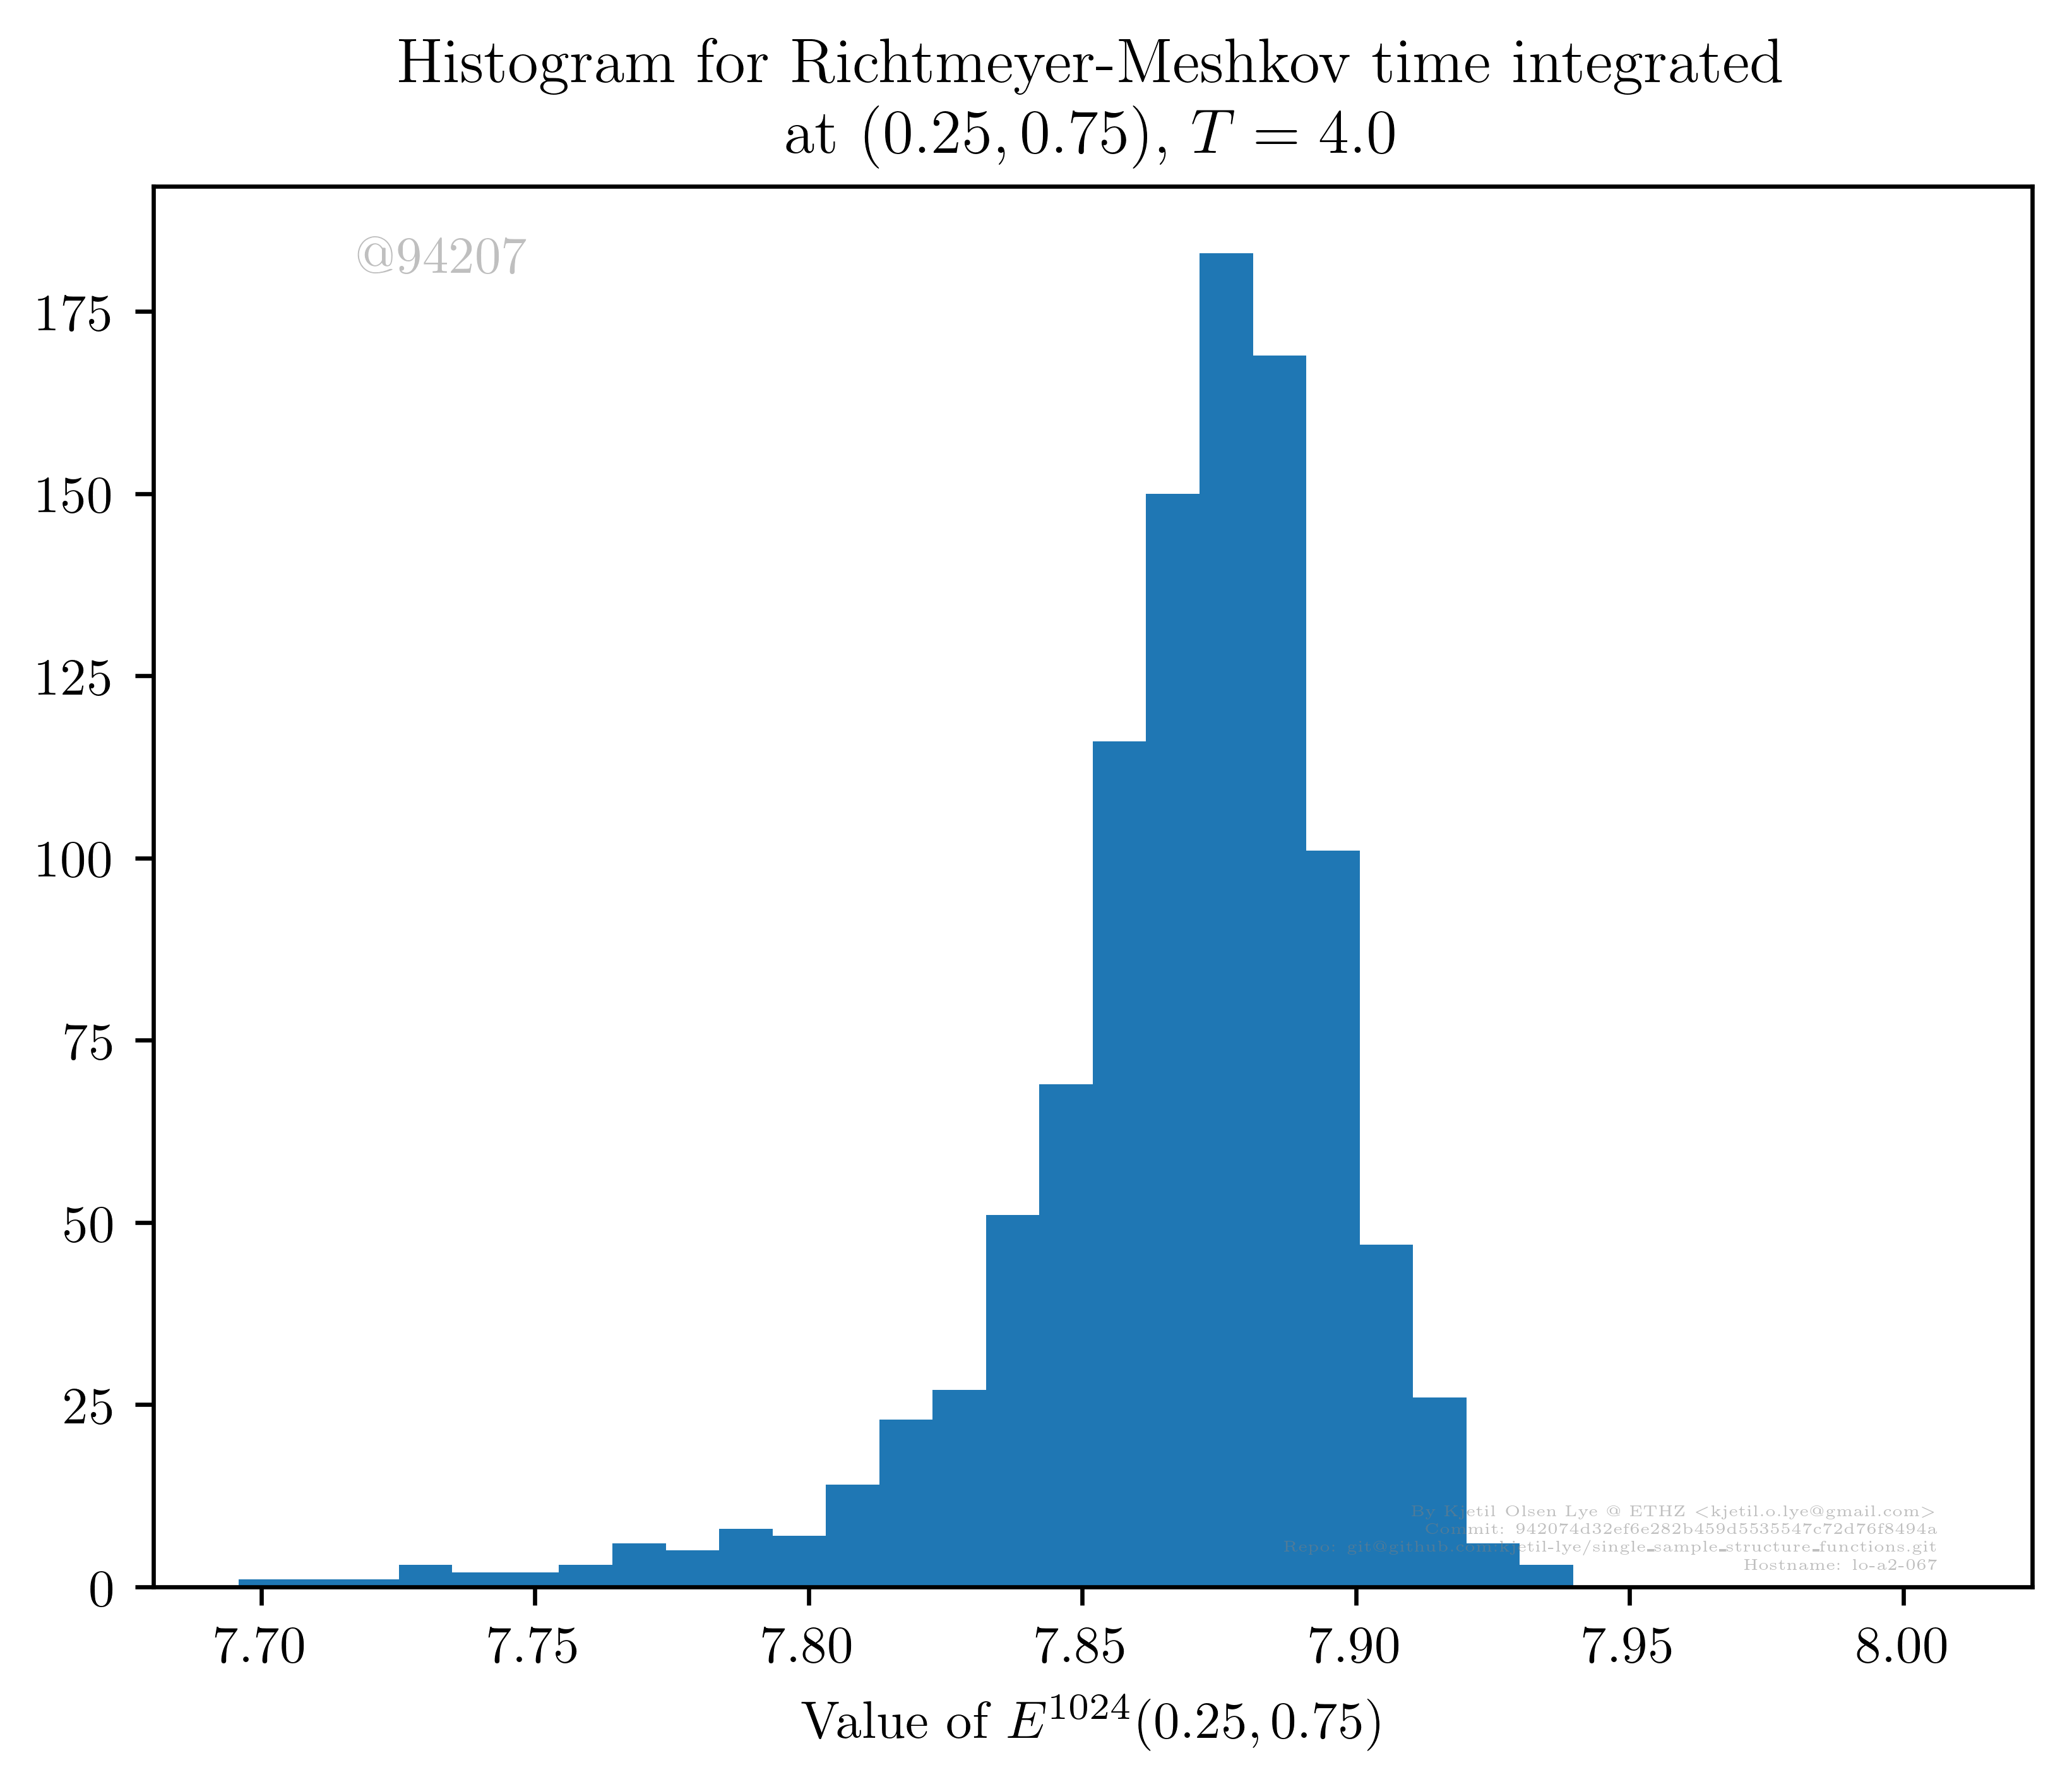 Histogram for Richtmeyer-Meshkov time integrated
at (0.25, 0.75), T = 4.0
@94207
175
150
125
100
75
50
25
0
By Kjetil Olsen Lye @ ETHZ <kjetil.o.lye@gmail.com>
Commit: 942074d32ef6e282b459d5535547c72d76f8494a
Repo: git@github.com:kjetil-lye/single_sample_structure_functions.git
Hostname: lo-a2-067
7.70 7.75 7.80 7.85 7.90 7.95 8.00
Value of E^1024(0.25, 0.75)